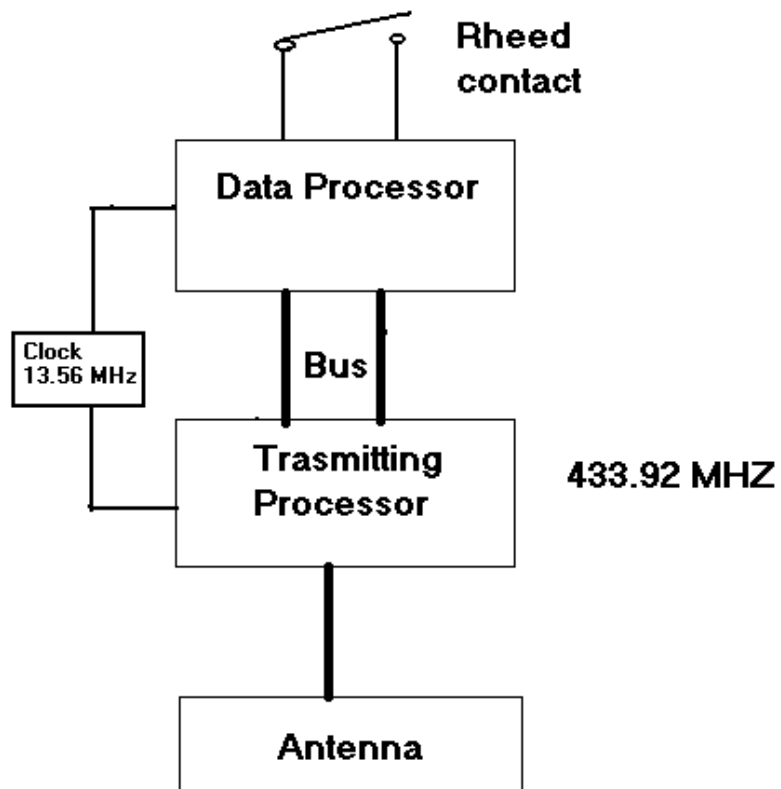 Rheed
contact
Data Processor
Clock
13.56 MHz
Bus
Trasmitting
Processor
433.92 MHZ
Antenna